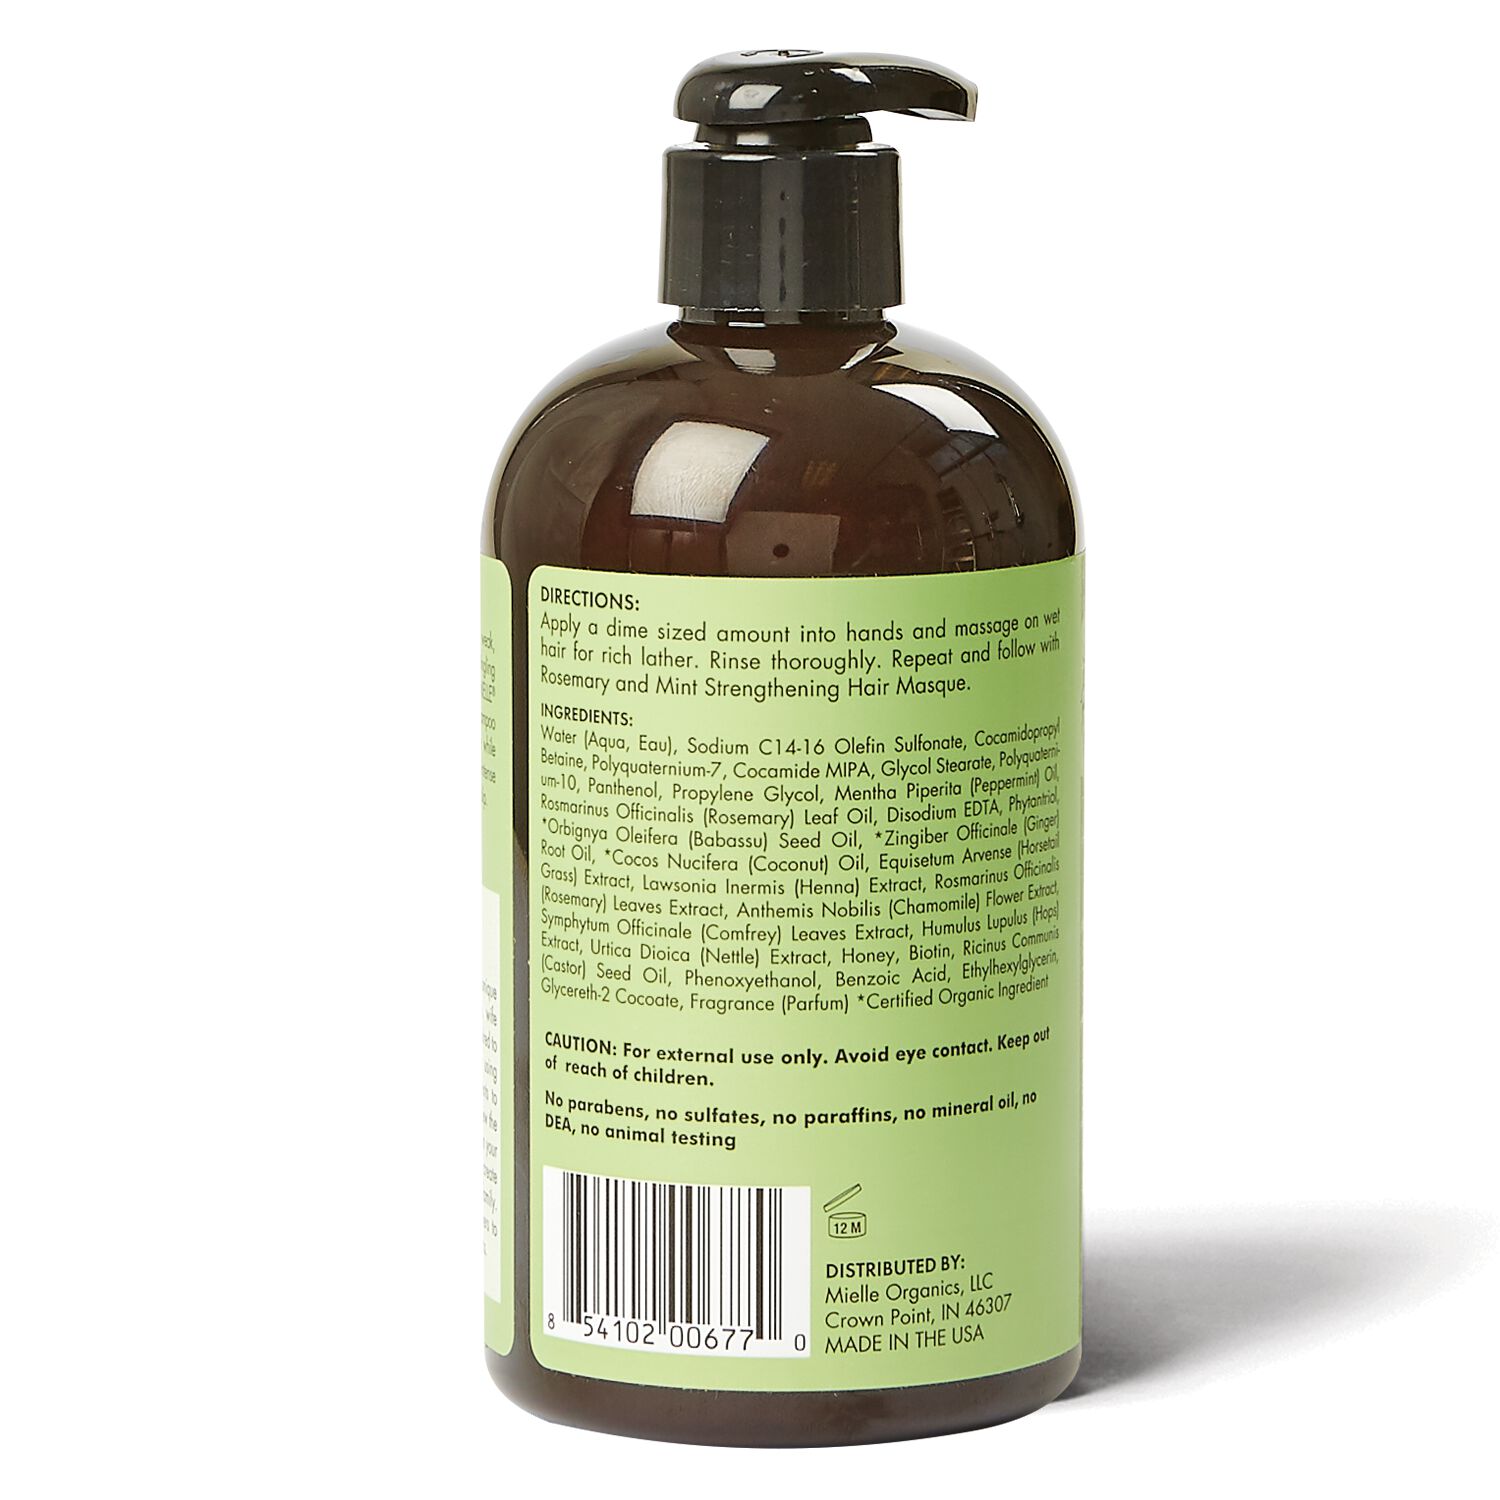 DIRECTIONS:
Apply a dime sized amount into hands and massage on wet
hair for rich lather. Rinse thoroughly. Repeat and follow with
Rosemary and Mint Strengthening Hair Masque.
INGREDIENTS:
Water (Aqua, Eau), Sodium C14-16 Olefin Sulfonate, Cocamidopropyl
Betaine, Polyquaternium-7, Cocamide MIPA, Glycol Stearate, Polyquaterni-
um-10, Panthenol, Propylene Glycol, Mentha Piperita (Peppermint) Oil,
Rosmarinus Officinalis (Rosemary) Leaf Oil, Disodium EDTA, Phytantriol,
*Orbignya Oleifera (Babassu) Seed Oil, *Zingiber Officinale (Ginger)
Root Oil, *Cocos Nucifera (Coconut) Oil, Equisetum Arvense (Horsetail
Grass) Extract, Lawsonia Inermis (Henna) Extract, Rosmarinus Officinalis
(Rosemary) Leaves Extract, Anthemis Nobilis (Chamomile) Flower Extract,
Symphytum Officinale (Comfrey) Leaves Extract, Humulus Lupulus (Hops)
Extract, Urtica Dioica (Nettle) Extract, Honey, Biotin, Ricinus Communis
(Castor) Seed Oil, Phenoxyethanol, Benzoic Acid, Ethylhexylglycerin,
Glycereth-2 Cocoate, Fragrance (Parfum) *Certified Organic Ingredient
CAUTION: For external use only. Avoid eye contact. Keep out
of reach of children.
No parabens, no sulfates, no paraffins, no mineral oil, no
DEA, no animal testing
12 M
DISTRIBUTED BY:
Mielle Organics, LLC
Crown Point, IN 46307
MADE IN THE USA
8 54102 00677 0